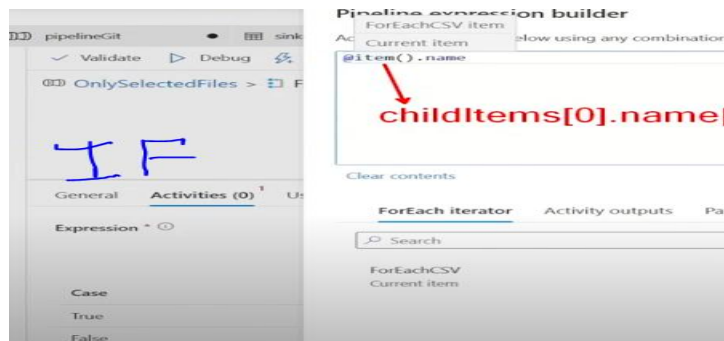 pipelineGit
sink
Validate
Debug
OnlySelectedFiles >
F
IF
General
Activities (0)
1
Expression *
Case
True
False
Pipeline expression builder
ForEachCSV item
Current item
elow using any combination
@item().name
childItems[0].name
Clear contents
ForEach iterator
Activity outputs
Pa
Search
ForEachCSV
Current item